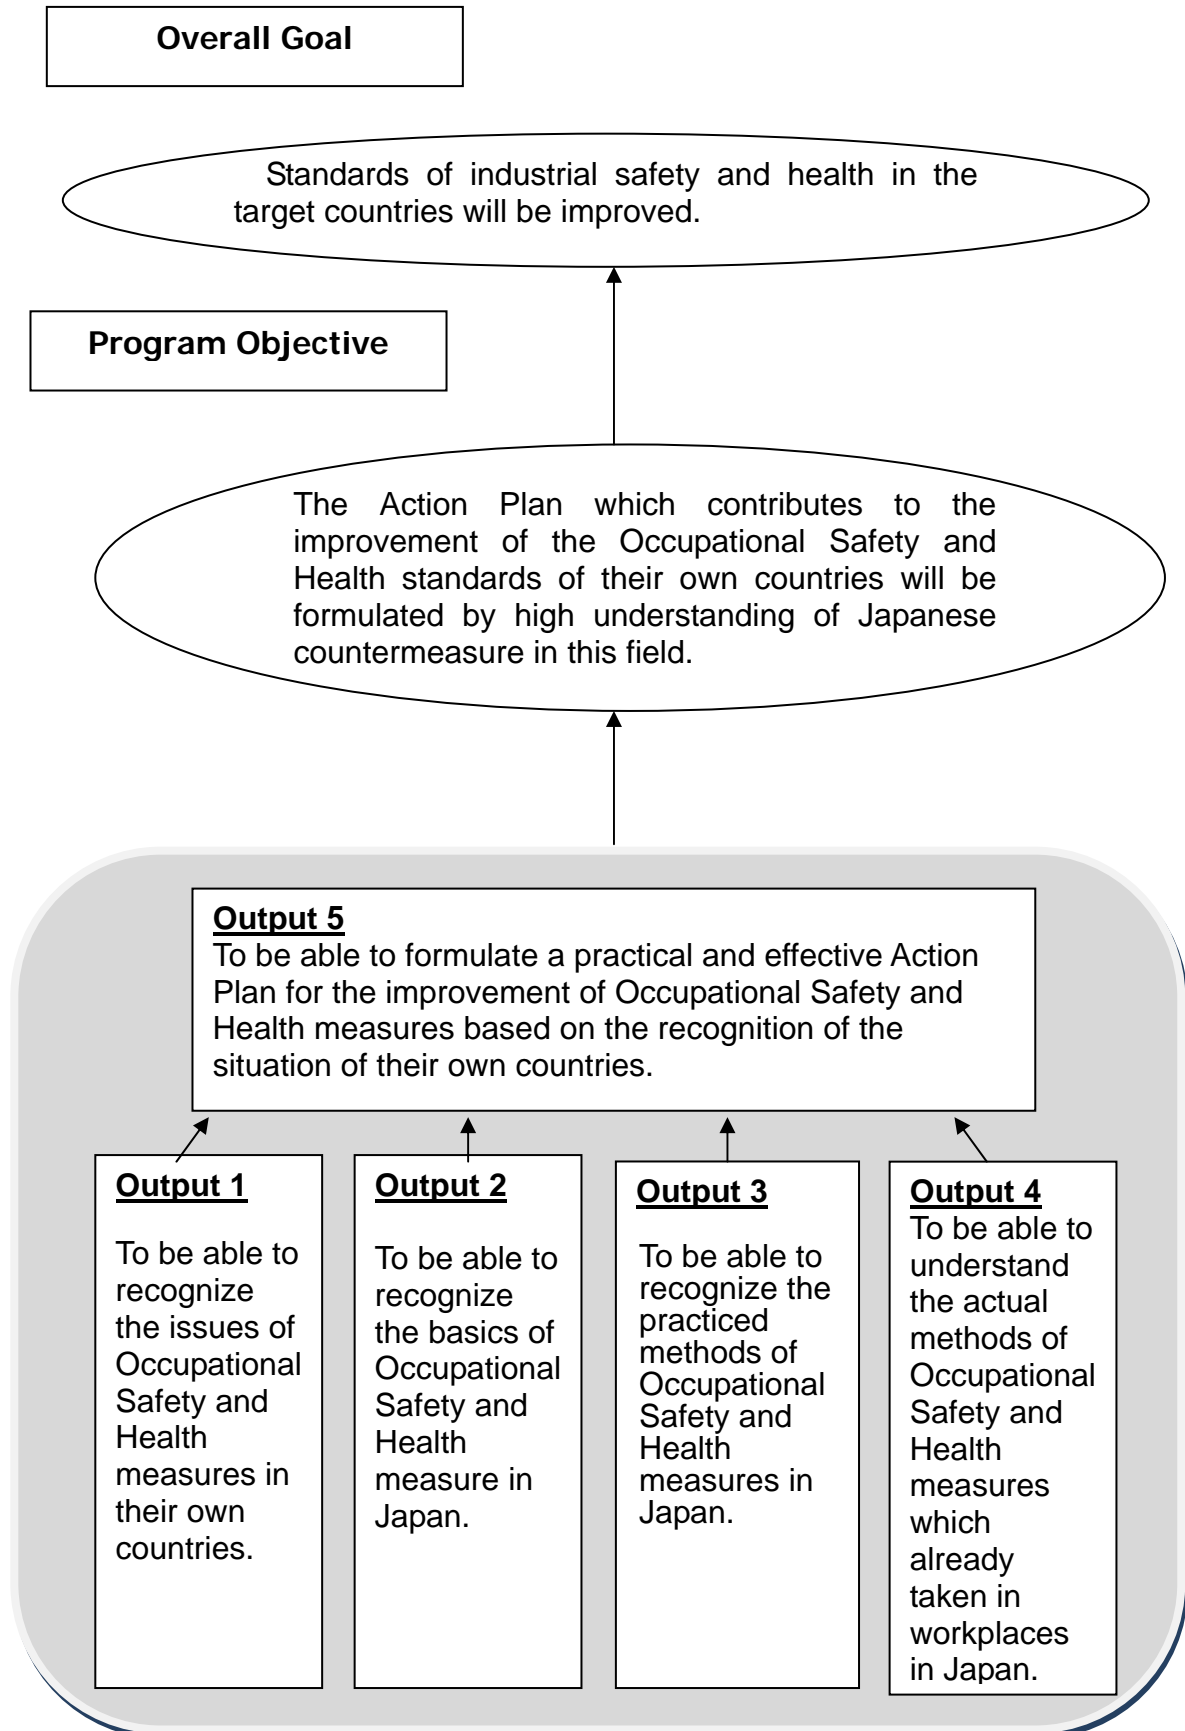 Overall Goal
Standards of industrial safety and health in the
target countries will be improved.
Program Objective
The Action Plan which contributes to the
improvement of the Occupational Safety and
Health standards of their own countries will be
formulated by high understanding of Japanese
countermeasure in this field.
Output 5
To be able to formulate a practical and effective Action
Plan for the improvement of Occupational Safety and
Health measures based on the recognition of the
situation of their own countries.
Output 1
To be able to
recognize
the issues of
Occupational
Safety and
Health
measures in
their own
countries.
Output 2
To be able to
recognize
the basics of
Occupational
Safety and
Health
measure in
Japan.
Output 3
To be able to
recognize the
practiced
methods of
Occupational
Safety and
Health
measures in
Japan.
Output 4
To be able to
understand
the actual
methods of
Occupational
Safety and
Health
measures
which
already
taken in
workplaces
in Japan.